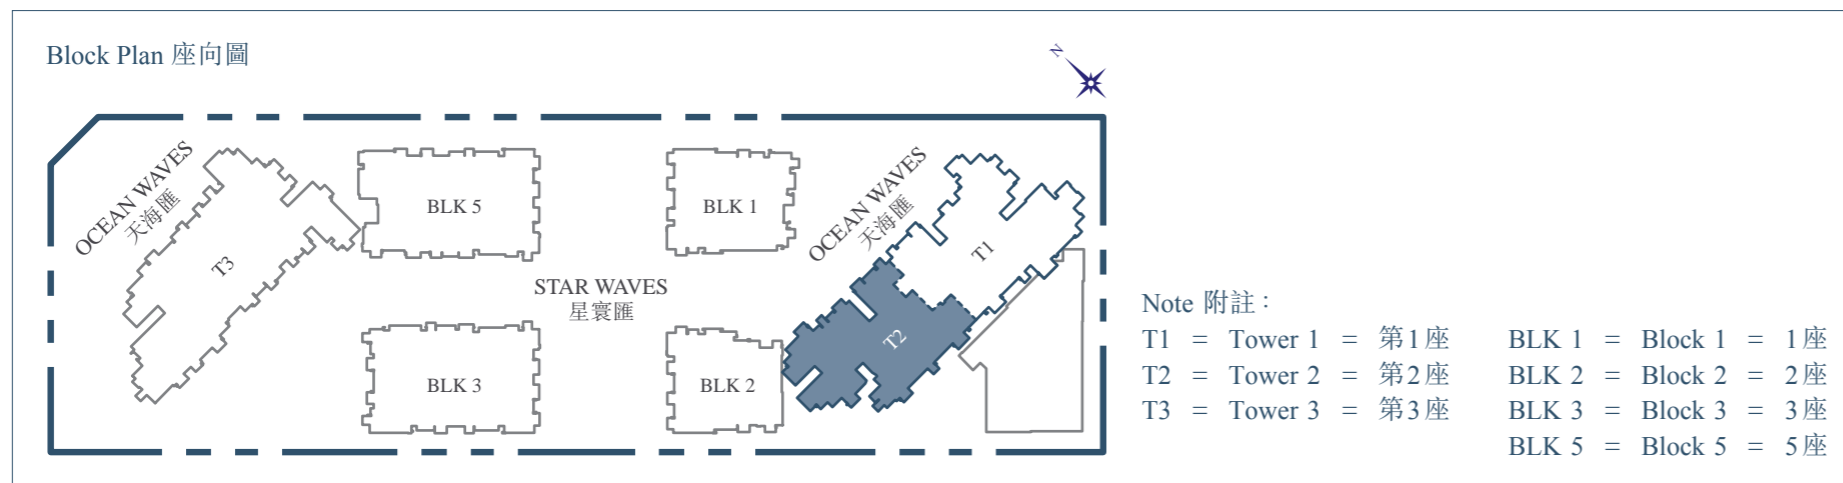 Block Plan 座向圖
N
OCEAN WAVES
天海匯
T3
BLK 5
BLK 1
OCEAN WAVES
天海匯
T1
STAR WAVES
星寰匯
BLK 3
BLK 2
T2
Note 附註：
T1 = Tower 1 = 第1座
T2 = Tower 2 = 第2座
T3 = Tower 3 = 第3座
BLK 1 = Block 1 = 1座
BLK 2 = Block 2 = 2座
BLK 3 = Block 3 = 3座
BLK 5 = Block 5 = 5座